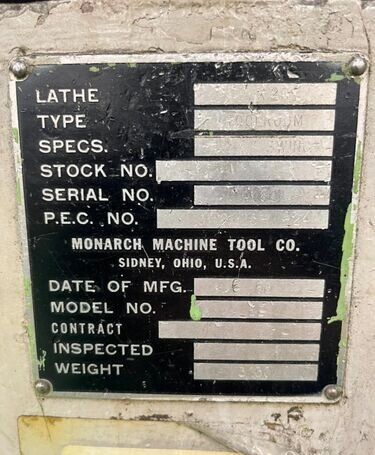 LATHE
TYPE TOOLROOM
SPECS.
STOCK NO.
SERIAL NO.
P.E.C. NO.
MONARCH MACHINE TOOL CO.
SIDNEY, OHIO, U.S.A.
DATE OF MFG.
MODEL NO.
CONTRACT
INSPECTED
WEIGHT